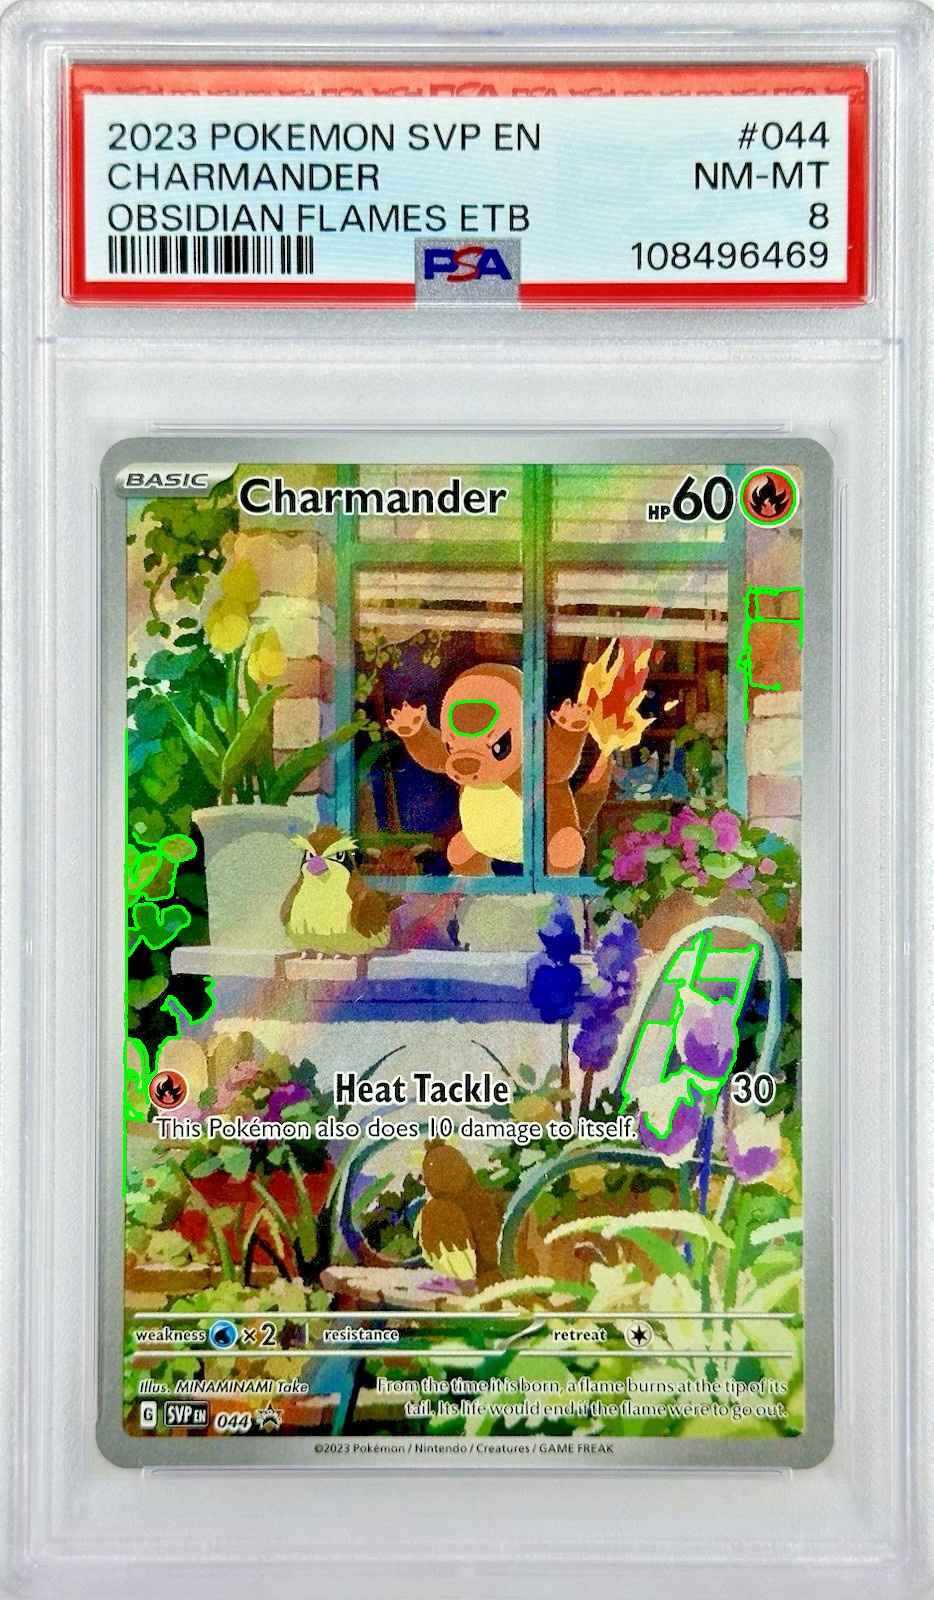 2023 POKEMON SVP EN #044
CHARMANDER NM-MT
OBSIDIAN FLAMES ETB 8
PSA 108496469
BASIC Charmander HP60
Heat Tackle 30
This Pokémon also does 10 damage to itself.
weakness ×2 resistance retreat
Illus. MINAMINAMI Take
From the time it is born, a flame burns at the tip of its
tail. Its life would end if the flame were to go out.
G SVP EN 044
©2023 Pokémon / Nintendo / Creatures / GAME FREAK